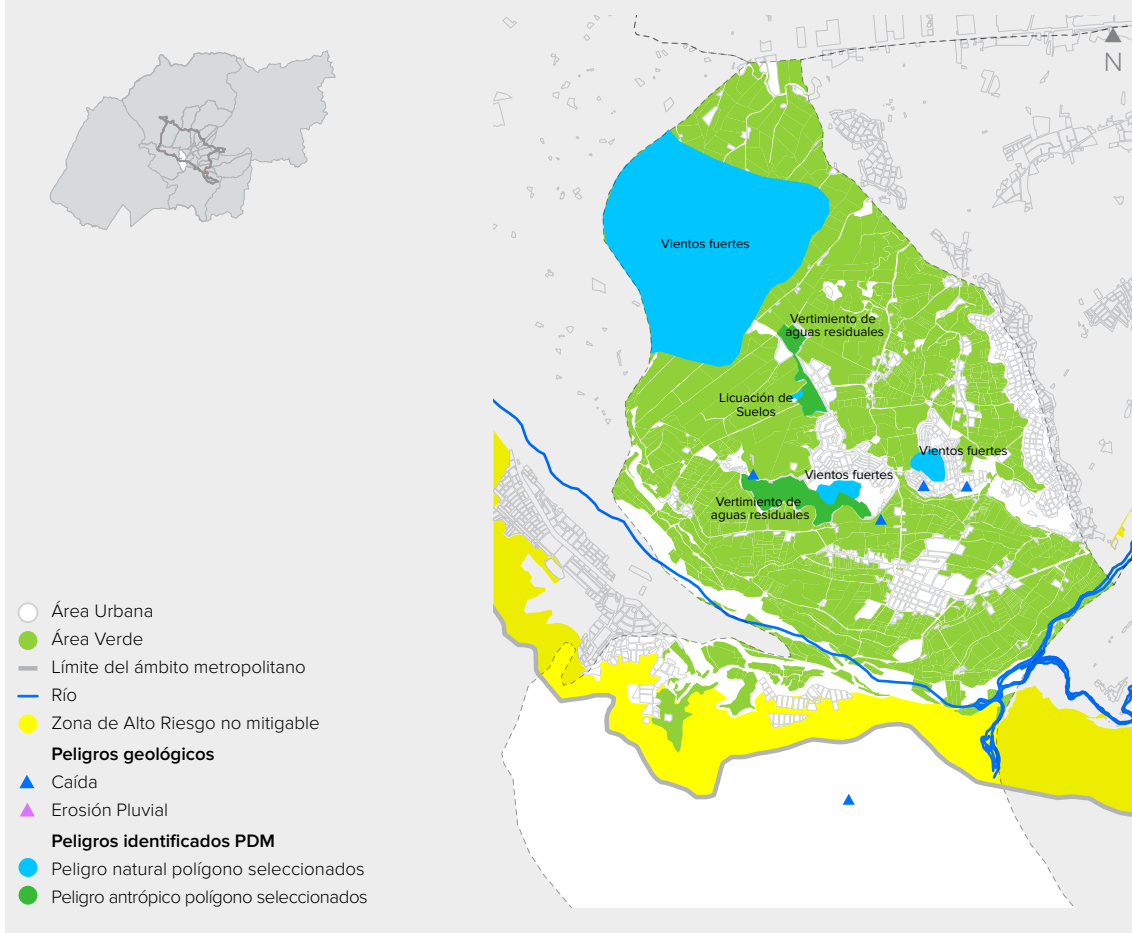 N
Vientos fuertes
Vertimiento de
aguas residuales
Licuación de
Suelos
Vientos fuertes
Vientos fuertes
Vertimiento de
aguas residuales
Área Urbana
Área Verde
Límite del ámbito metropolitano
Río
Zona de Alto Riesgo no mitigable
Peligros geológicos
Caída
Erosión Pluvial
Peligros identificados PDM
Peligro natural polígono seleccionados
Peligro antrópico polígono seleccionados